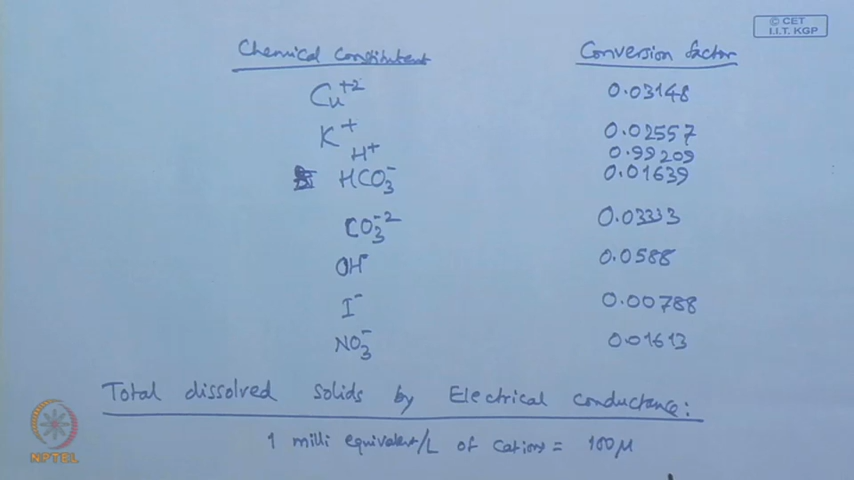 © CET
I.I.T. KGP
Chemical constituent Conversion factor
Cu+2 0.03148
K+ 0.02557
H+ 0.99209
HCO3- 0.01639
CO3-2 0.03333
OH- 0.0588
I- 0.00788
NO3- 0.01613
Total dissolved solids by Electrical conductance:
1 milli equivalent/L of cations = 100μ
NPTEL